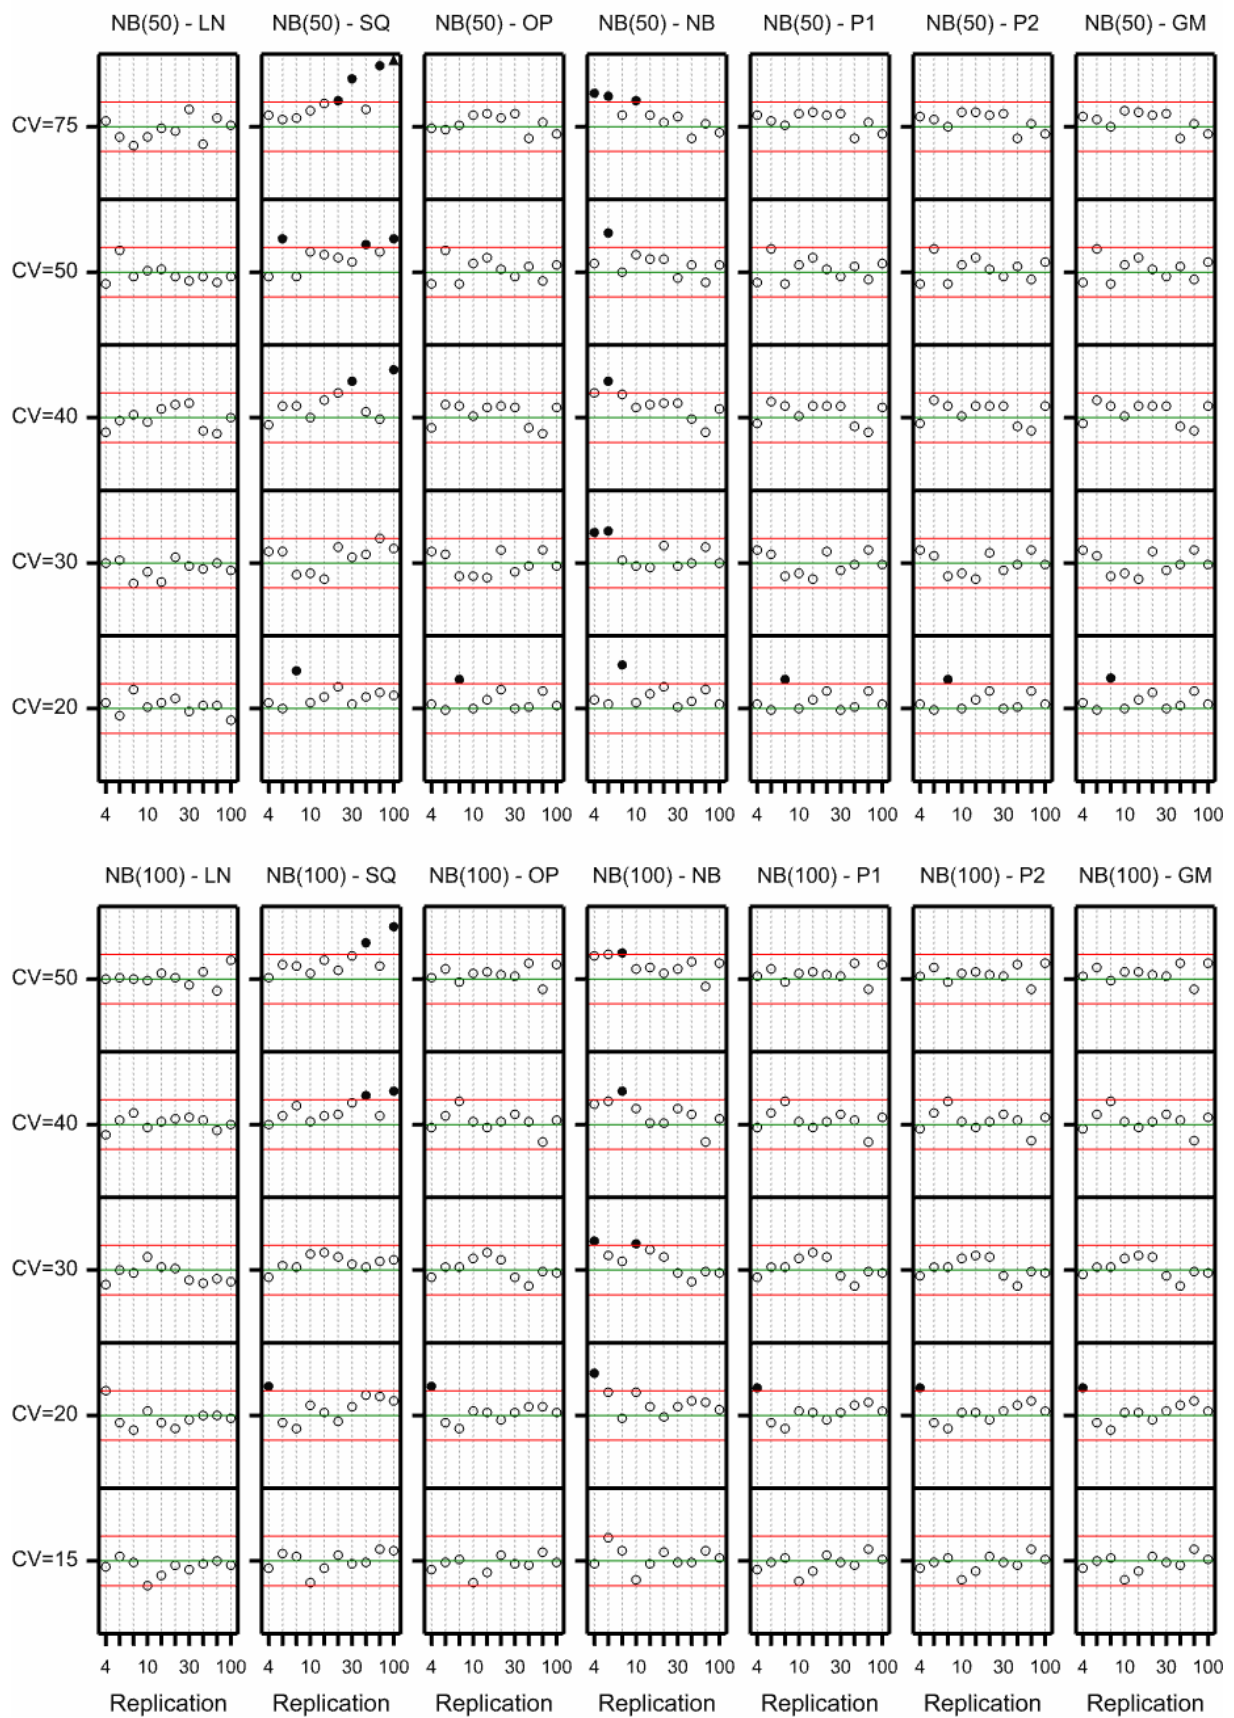 NB(50) - LN NB(50) - SQ NB(50) - OP NB(50) - NB NB(50) - P1 NB(50) - P2 NB(50) - GM
CV=75
CV=50
CV=40
CV=30
CV=20
4 10 30 100 4 10 30 100 4 10 30 100 4 10 30 100 4 10 30 100 4 10 30 100 4 10 30 100
NB(100) - LN NB(100) - SQ NB(100) - OP NB(100) - NB NB(100) - P1 NB(100) - P2 NB(100) - GM
CV=50
CV=40
CV=30
CV=20
CV=15
4 10 30 100 4 10 30 100 4 10 30 100 4 10 30 100 4 10 30 100 4 10 30 100 4 10 30 100
Replication Replication Replication Replication Replication Replication Replication